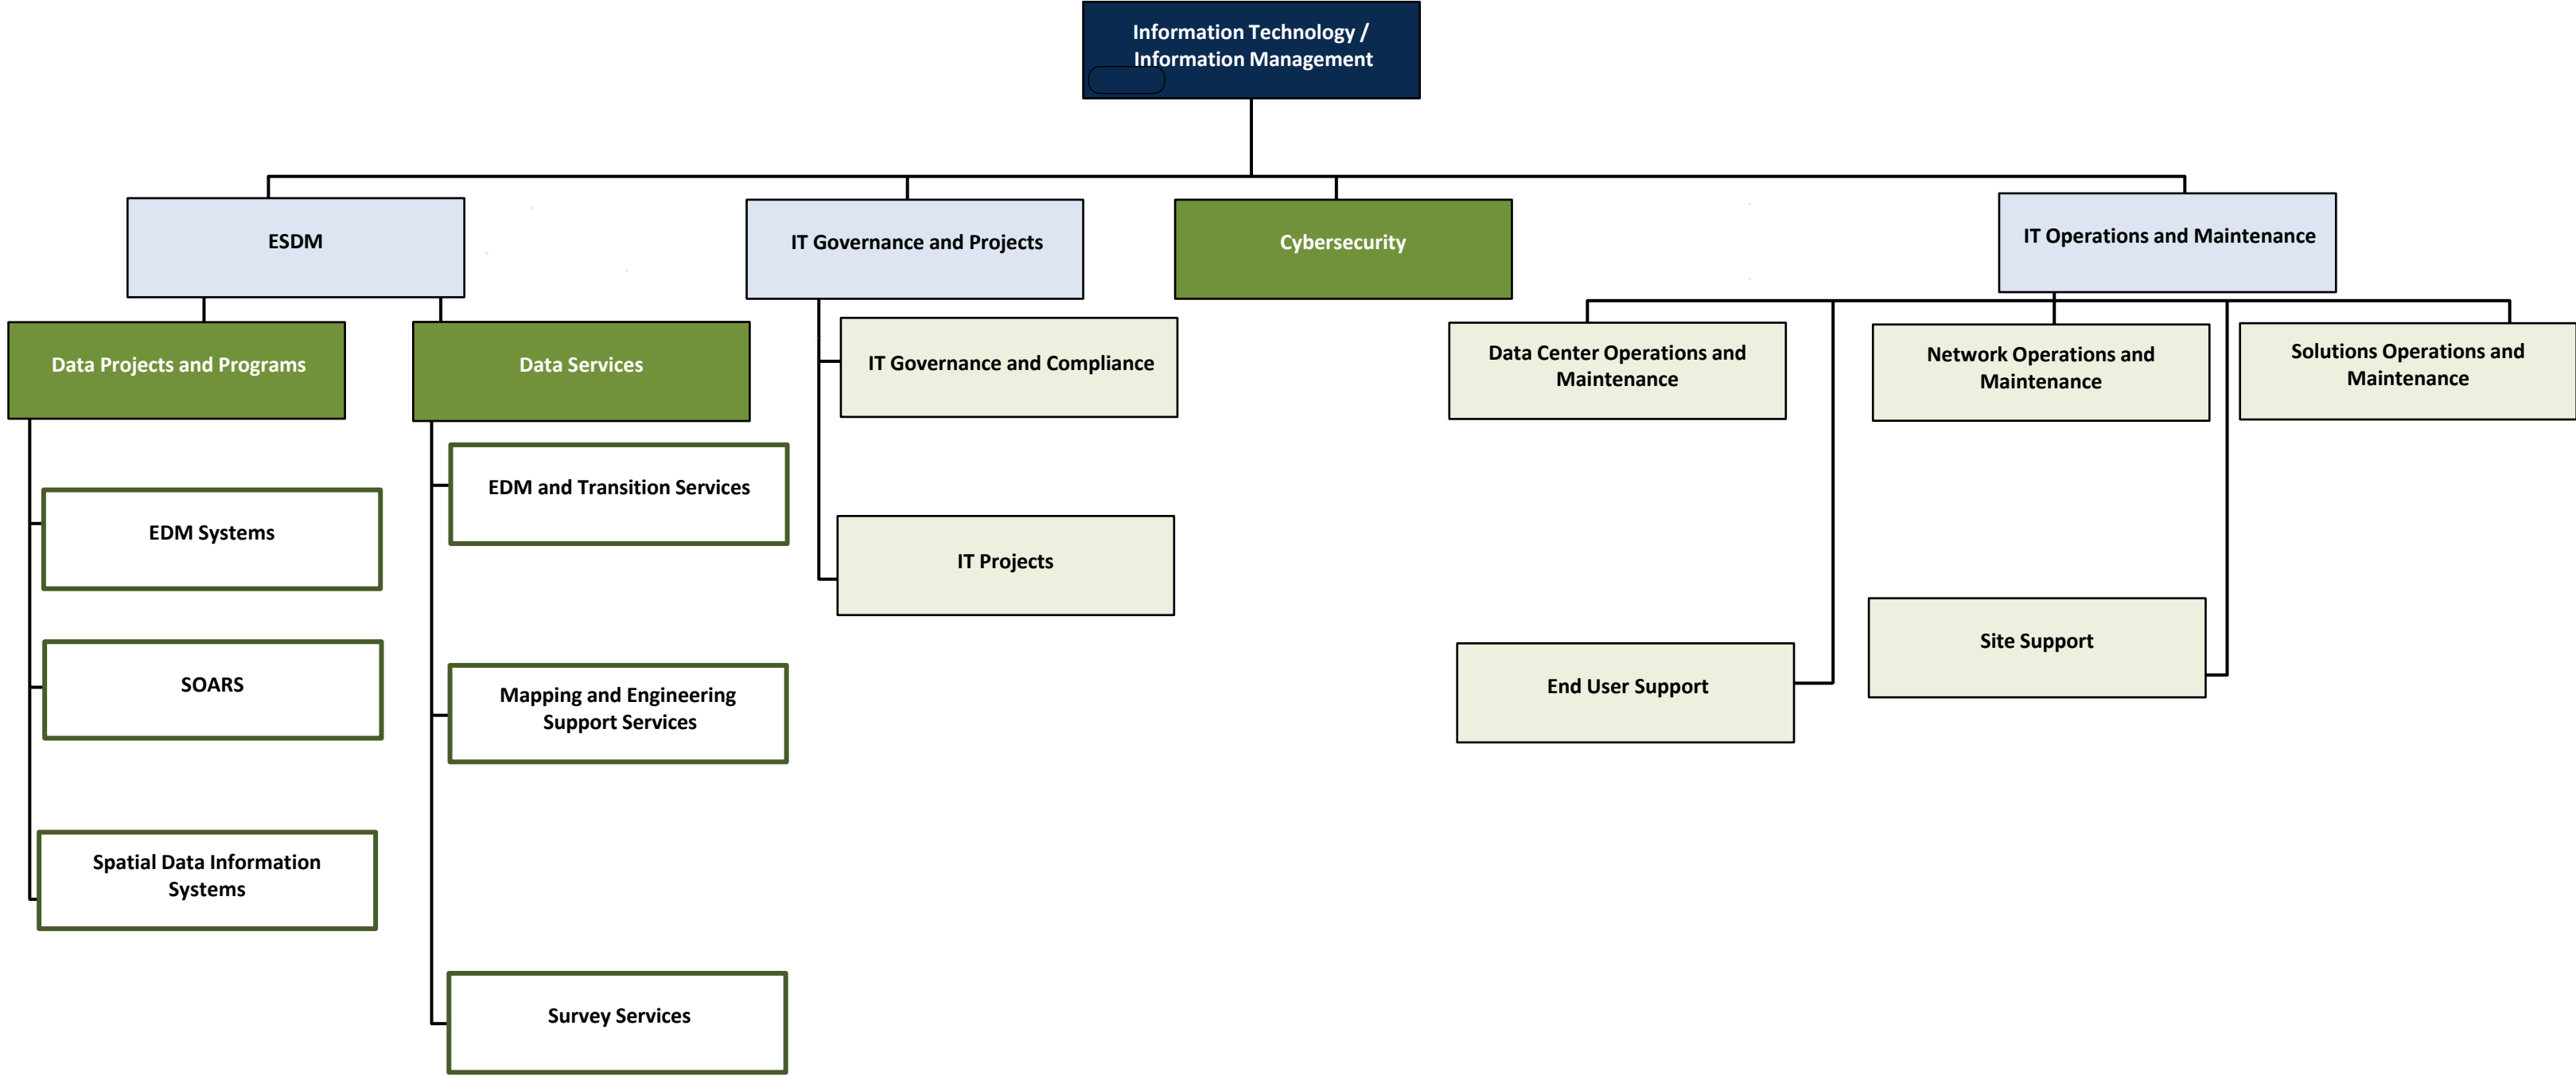 Information Technology /
Information Management
ESDM
IT Governance and Projects
Cybersecurity
IT Operations and Maintenance
Data Projects and Programs
Data Services
IT Governance and Compliance
Data Center Operations and
Maintenance
Network Operations and
Maintenance
Solutions Operations and
Maintenance
EDM Systems
EDM and Transition Services
IT Projects
SOARS
Mapping and Engineering
Support Services
End User Support
Site Support
Spatial Data Information
Systems
Survey Services